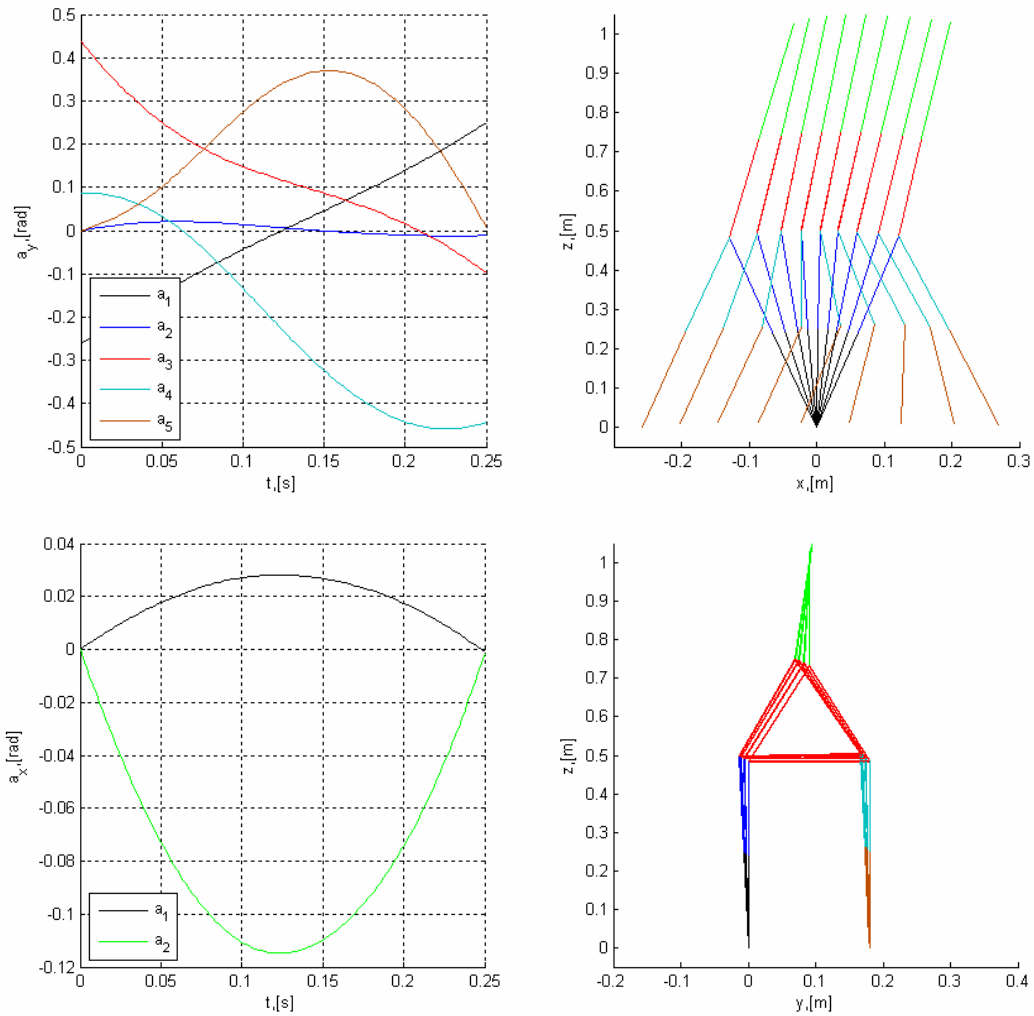 0.5
0.4
0.3
0.2
0.1
0
-0.1
-0.2
-0.3
-0.4
-0.5
a_y,[rad]
a_1
a_2
a_3
a_4
a_5
0 0.05 0.1 0.15 0.2 0.25
t,[s]
1
0.9
0.8
0.7
0.6
0.5
0.4
0.3
0.2
0.1
0
z,[m]
-0.2 -0.1 0 0.1 0.2 0.3
x,[m]
0.04
0.02
0
-0.02
-0.04
-0.06
-0.08
-0.1
-0.12
a_x,[rad]
a_1
a_2
0 0.05 0.1 0.15 0.2 0.25
t,[s]
1
0.9
0.8
0.7
0.6
0.5
0.4
0.3
0.2
0.1
0
z,[m]
-0.2 -0.1 0 0.1 0.2 0.3 0.4
y,[m]